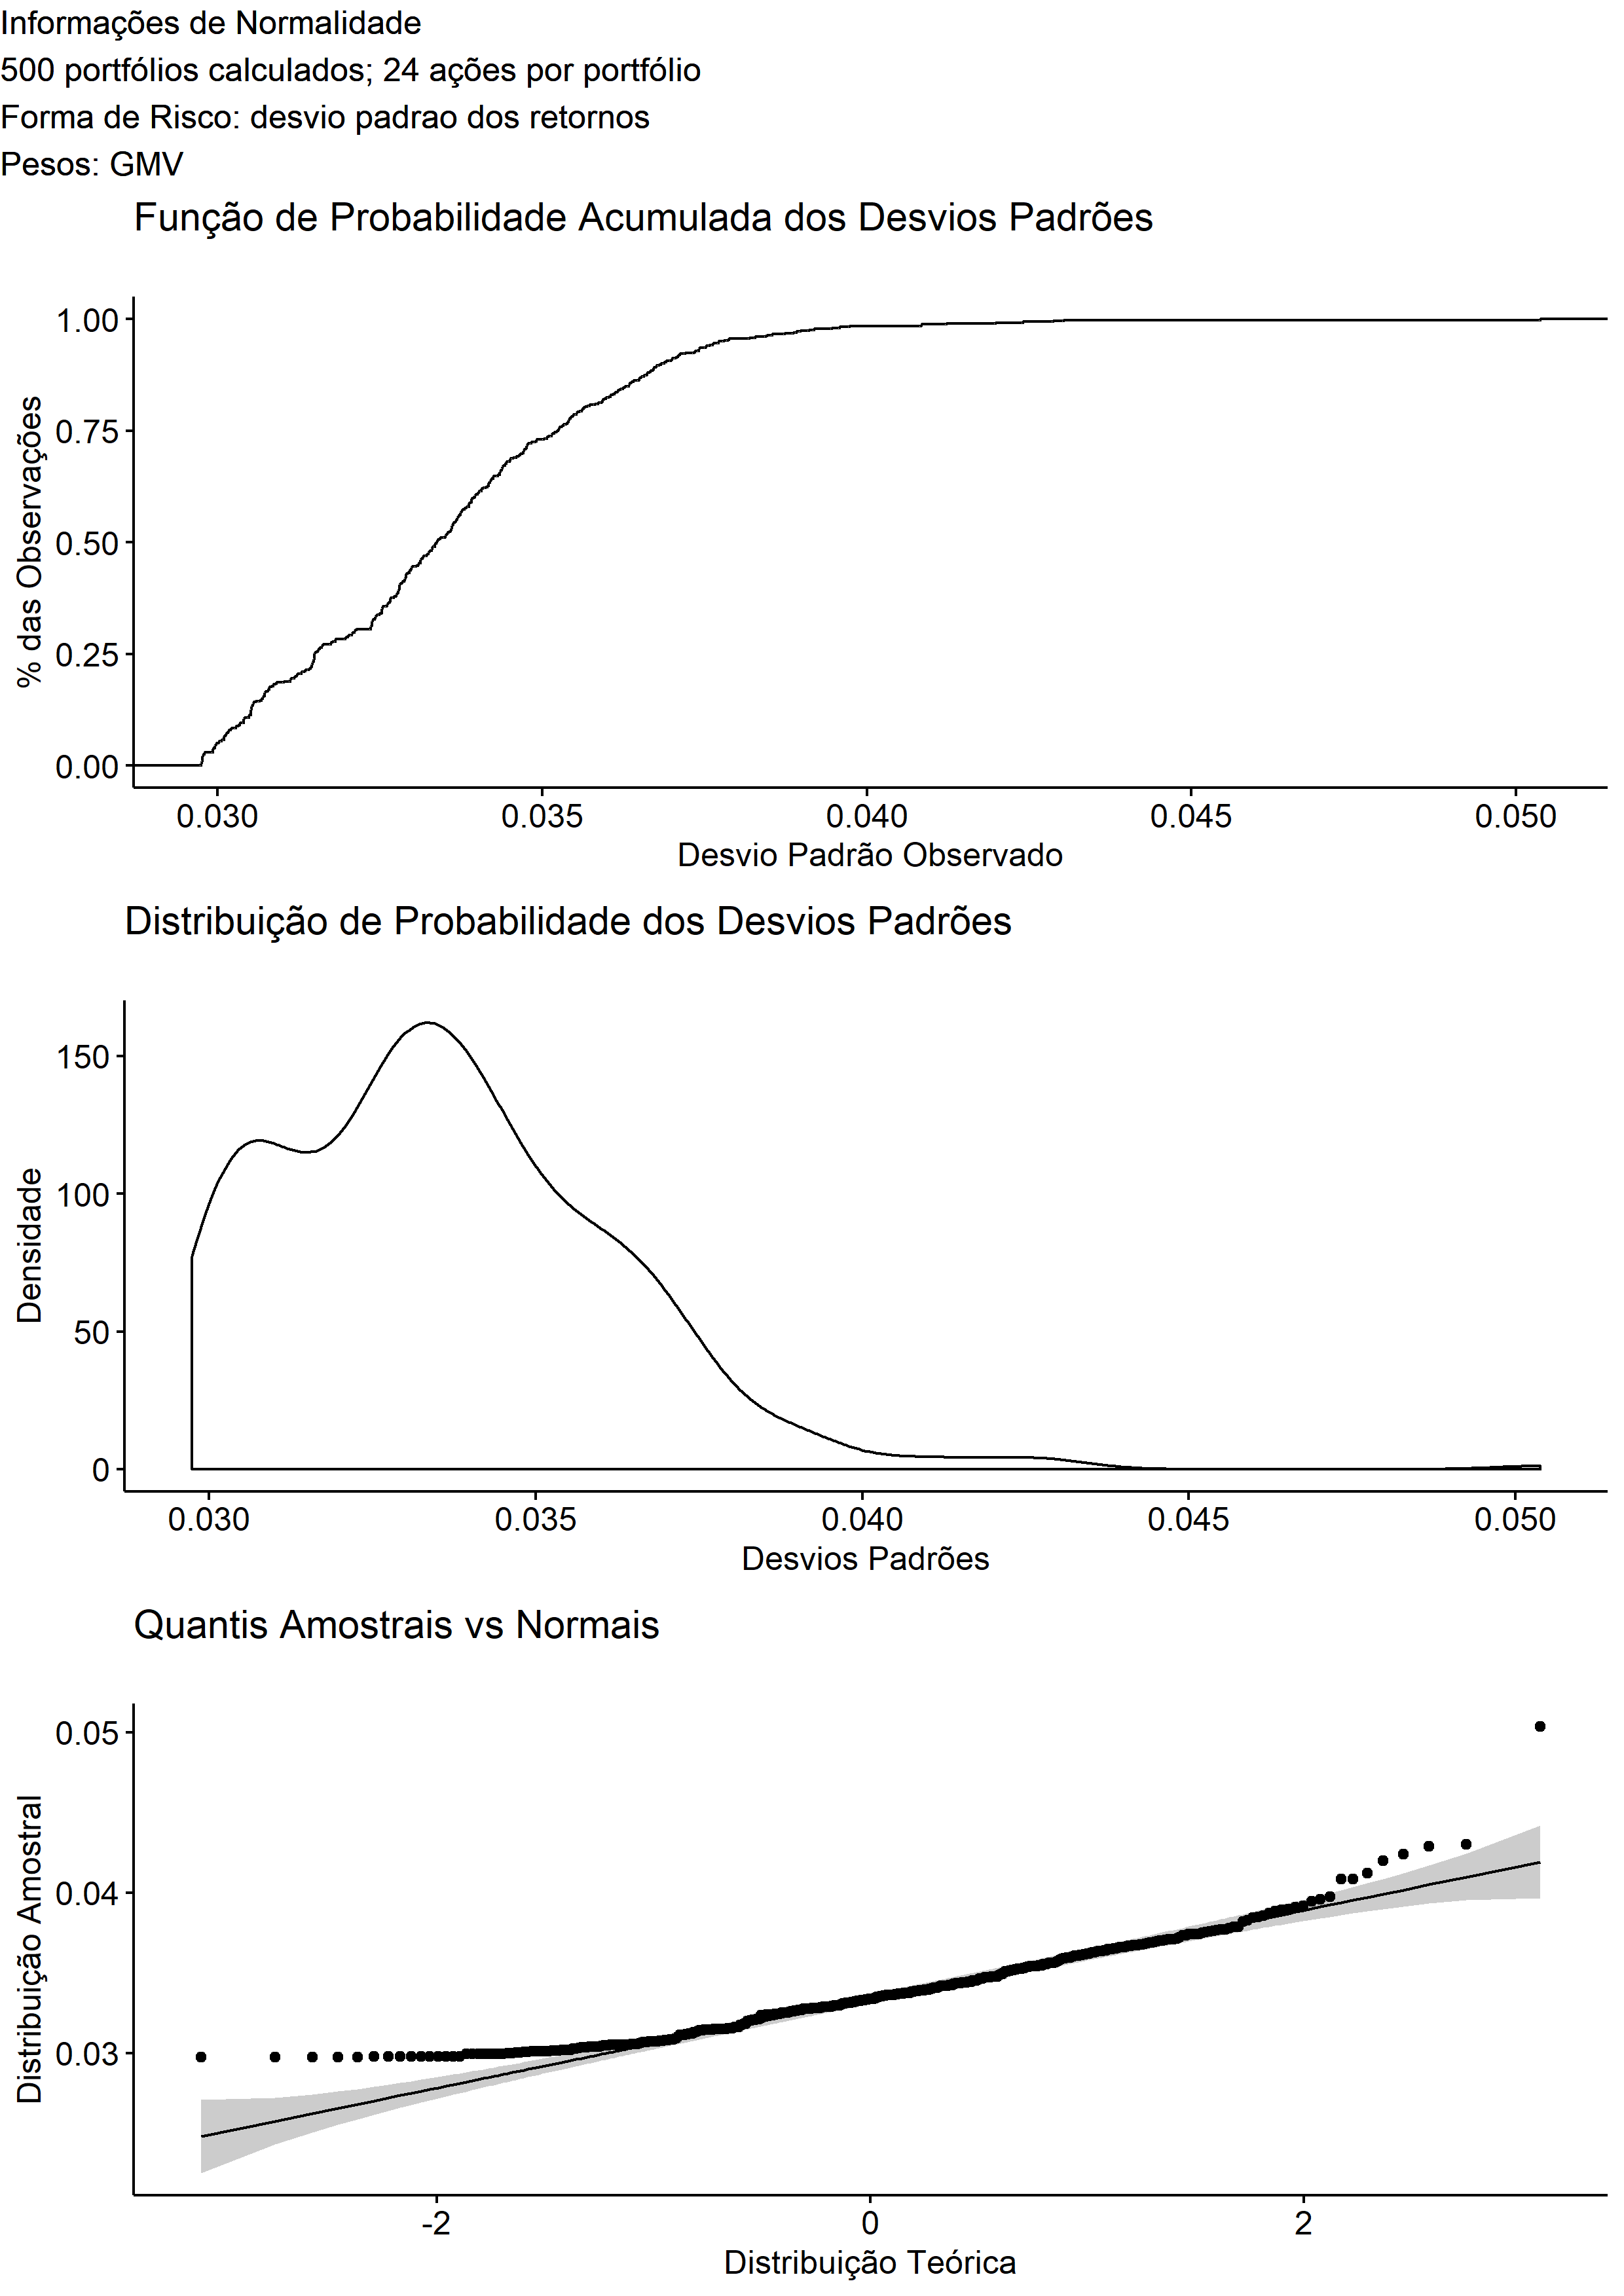 Informações de Normalidade
500 portfólios calculados; 24 ações por portfólio
Forma de Risco: desvio padrao dos retornos
Pesos: GMV
Função de Probabilidade Acumulada dos Desvios Padrões
% das Observações
1.00
0.75
0.50
0.25
0.00
0.030 0.035 0.040 0.045 0.050
Desvio Padrão Observado
Distribuição de Probabilidade dos Desvios Padrões
Densidade
150
100
50
0
0.030 0.035 0.040 0.045 0.050
Desvios Padrões
Quantis Amostrais vs Normais
Distribuição Amostral
0.05
0.04
0.03
-2 0 2
Distribuição Teórica